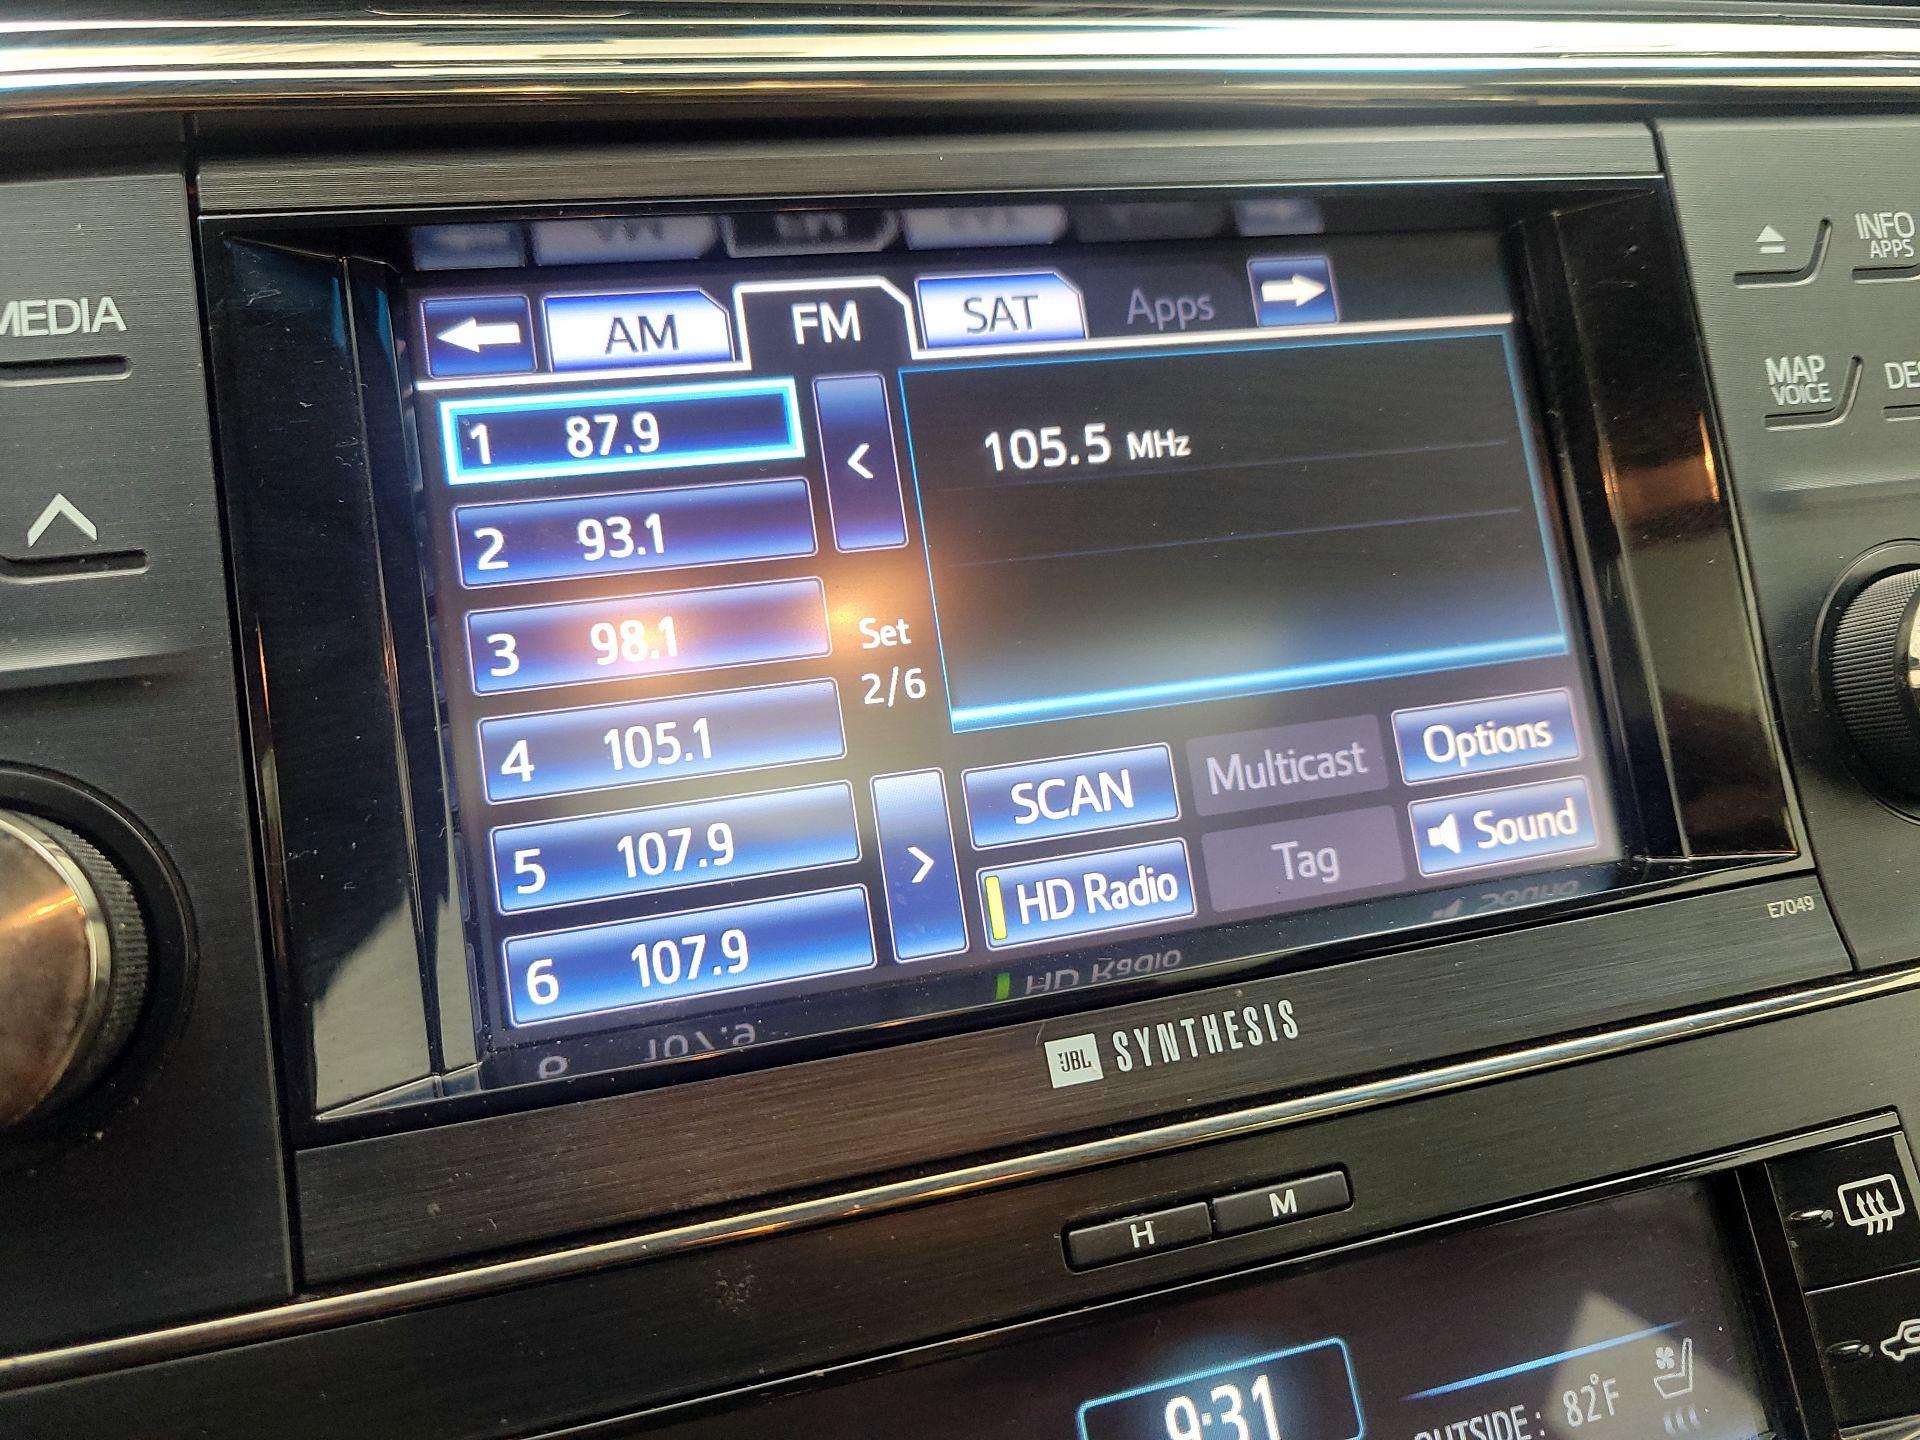 MEDIA
INFO
APPS
MAP
VOICE
AM
FM
SAT
Apps
1 87.9
2 93.1
3 98.1
4 105.1
5 107.9
6 107.9
<
Set
2/6
>
105.5 MHz
SCAN
Multicast
Options
HD Radio
Tag
Sound
E7049
JBL SYNTHESIS
H
M
9:31
OUTSIDE: 82°F